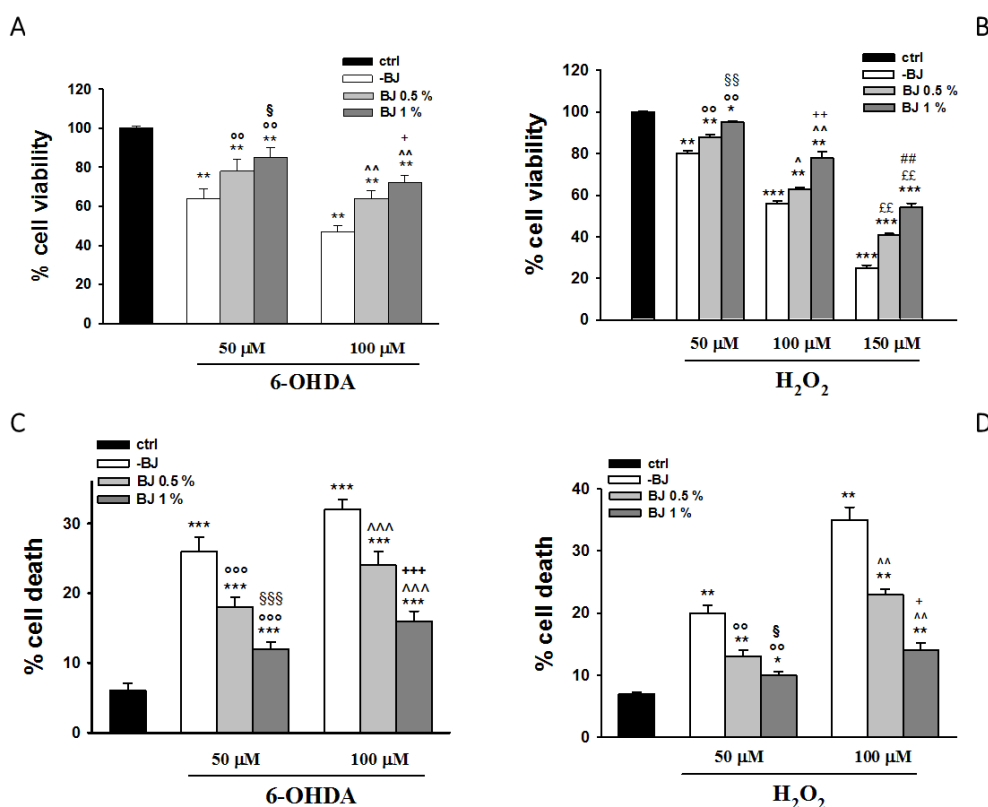 A
ctrl
-BJ
BJ 0.5 %
BJ 1 %
% cell viability
120
100
80
60
40
20
0
** °° ** § °° **
** ^^ ** + ^^ **
50 µM 100 µM
6-OHDA
B
ctrl
-BJ
BJ 0.5 %
BJ 1 %
% cell viability
120
100
80
60
40
20
0
** °° ** §§ °° *
*** ^ ** ++ ^^ **
*** ££ *** ## ££ ***
50 µM 100 µM 150 µM
H₂O₂
C
ctrl
-BJ
BJ 0.5 %
BJ 1 %
% cell death
30
20
10
0
*** °°° *** §§§ °°° ***
*** ^^^ *** +++ ^^^ ***
50 µM 100 µM
6-OHDA
D
ctrl
-BJ
BJ 0.5 %
BJ 1 %
% cell death
40
30
20
10
0
** °° ** § °° *
** ^^ ** + ^^ **
50 µM 100 µM
H₂O₂